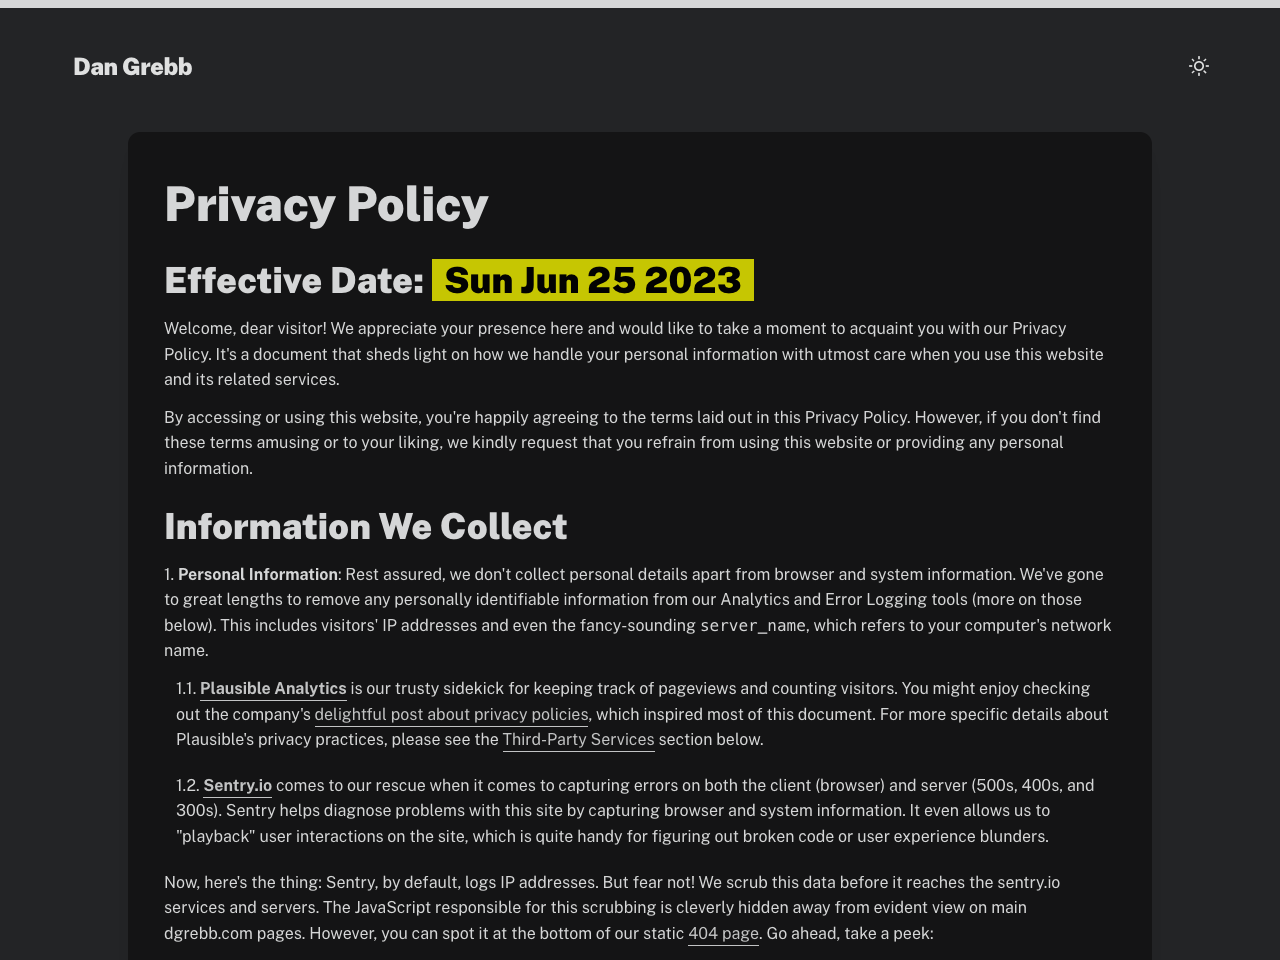 Dan Grebb
Privacy Policy
Effective Date: Sun Jun 25 2023
Welcome, dear visitor! We appreciate your presence here and would like to take a moment to acquaint you with our Privacy
Policy. It's a document that sheds light on how we handle your personal information with utmost care when you use this website
and its related services.
By accessing or using this website, you're happily agreeing to the terms laid out in this Privacy Policy. However, if you don't find
these terms amusing or to your liking, we kindly request that you refrain from using this website or providing any personal
information.
Information We Collect
1. Personal Information: Rest assured, we don't collect personal details apart from browser and system information. We've gone
to great lengths to remove any personally identifiable information from our Analytics and Error Logging tools (more on those
below). This includes visitors' IP addresses and even the fancy-sounding server_name, which refers to your computer's network
name.
1.1. Plausible Analytics is our trusty sidekick for keeping track of pageviews and counting visitors. You might enjoy checking
out the company's delightful post about privacy policies, which inspired most of this document. For more specific details about
Plausible's privacy practices, please see the Third-Party Services section below.
1.2. Sentry.io comes to our rescue when it comes to capturing errors on both the client (browser) and server (500s, 400s, and
300s). Sentry helps diagnose problems with this site by capturing browser and system information. It even allows us to
"playback" user interactions on the site, which is quite handy for figuring out broken code or user experience blunders.
Now, here's the thing: Sentry, by default, logs IP addresses. But fear not! We scrub this data before it reaches the sentry.io
services and servers. The JavaScript responsible for this scrubbing is cleverly hidden away from evident view on main
dgrebb.com pages. However, you can spot it at the bottom of our static 404 page. Go ahead, take a peek: